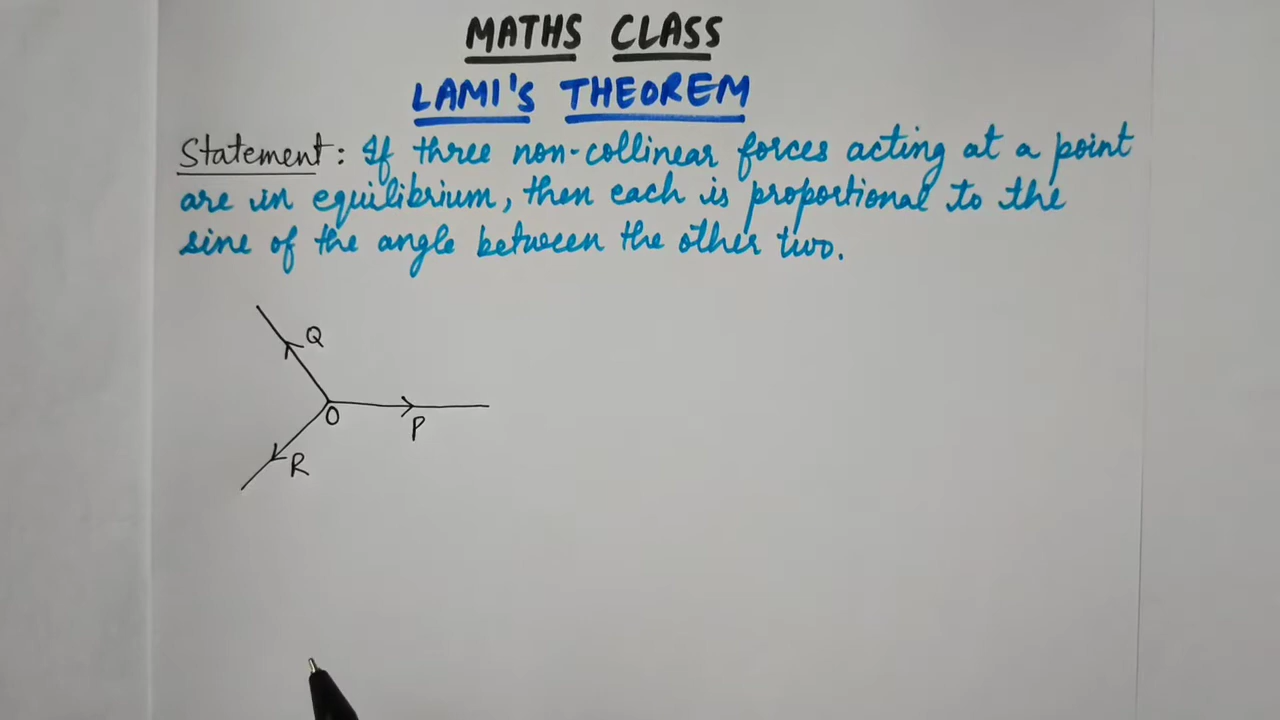 MATHS CLASS
LAMI'S THEOREM
Statement: If three non-collinear forces acting at a point
are in equilibrium, then each is proportional to the
sine of the angle between the other two.
Q
O
P
R